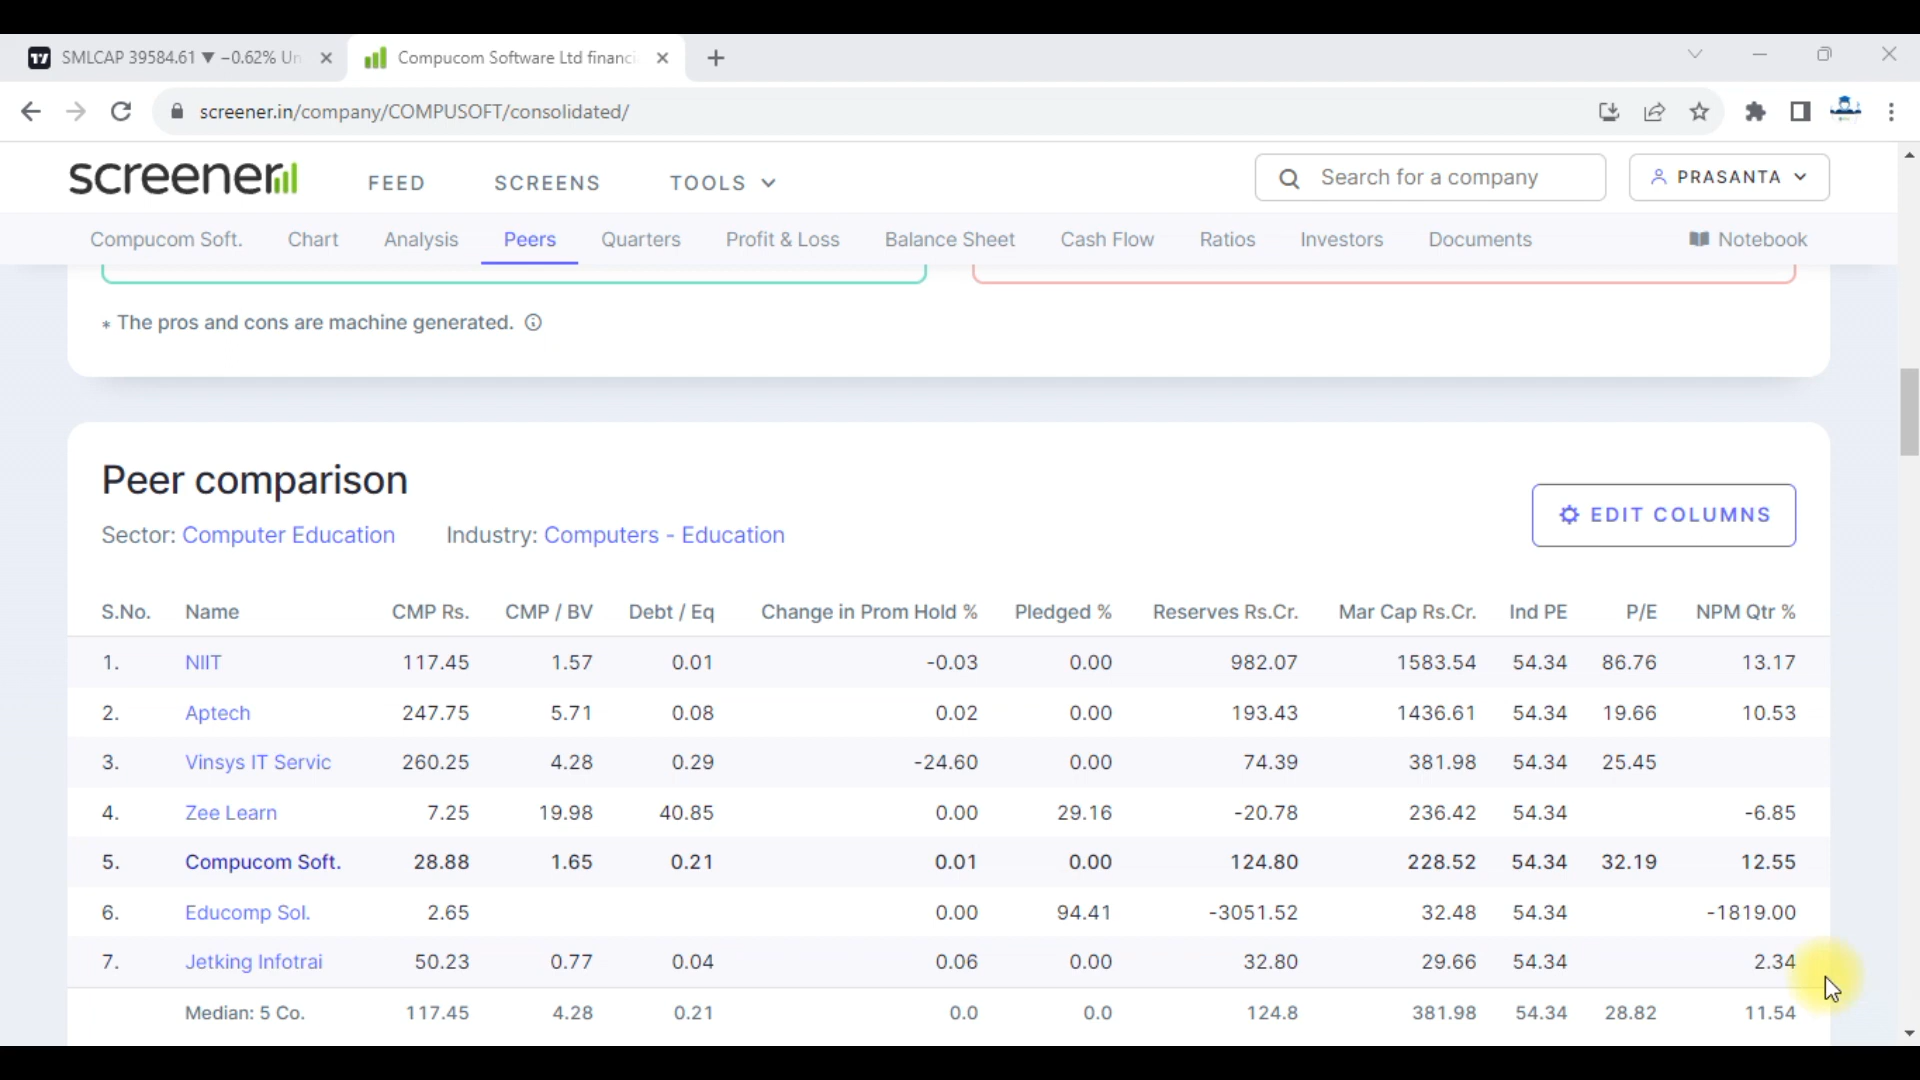 SMLCAP 39584.61 ▼ −0.62% Un
Compucom Software Ltd financi
screener.in/company/COMPUSOFT/consolidated/
screener FEED SCREENS TOOLS Search for a company PRASANTA
Compucom Soft. Chart Analysis Peers Quarters Profit & Loss Balance Sheet Cash Flow Ratios Investors Documents Notebook
* The pros and cons are machine generated.
Peer comparison
EDIT COLUMNS
Sector: Computer Education Industry: Computers - Education
S.No. Name CMP Rs. CMP / BV Debt / Eq Change in Prom Hold % Pledged % Reserves Rs.Cr. Mar Cap Rs.Cr. Ind PE P/E NPM Qtr %
1. NIIT 117.45 1.57 0.01 -0.03 0.00 982.07 1583.54 54.34 86.76 13.17
2. Aptech 247.75 5.71 0.08 0.02 0.00 193.43 1436.61 54.34 19.66 10.53
3. Vinsys IT Servic 260.25 4.28 0.29 -24.60 0.00 74.39 381.98 54.34 25.45
4. Zee Learn 7.25 19.98 40.85 0.00 29.16 -20.78 236.42 54.34 -6.85
5. Compucom Soft. 28.88 1.65 0.21 0.01 0.00 124.80 228.52 54.34 32.19 12.55
6. Educomp Sol. 2.65 0.00 94.41 -3051.52 32.48 54.34 -1819.00
7. Jetking Infotrai 50.23 0.77 0.04 0.06 0.00 32.80 29.66 54.34 2.34
Median: 5 Co. 117.45 4.28 0.21 0.0 0.0 124.8 381.98 54.34 28.82 11.54